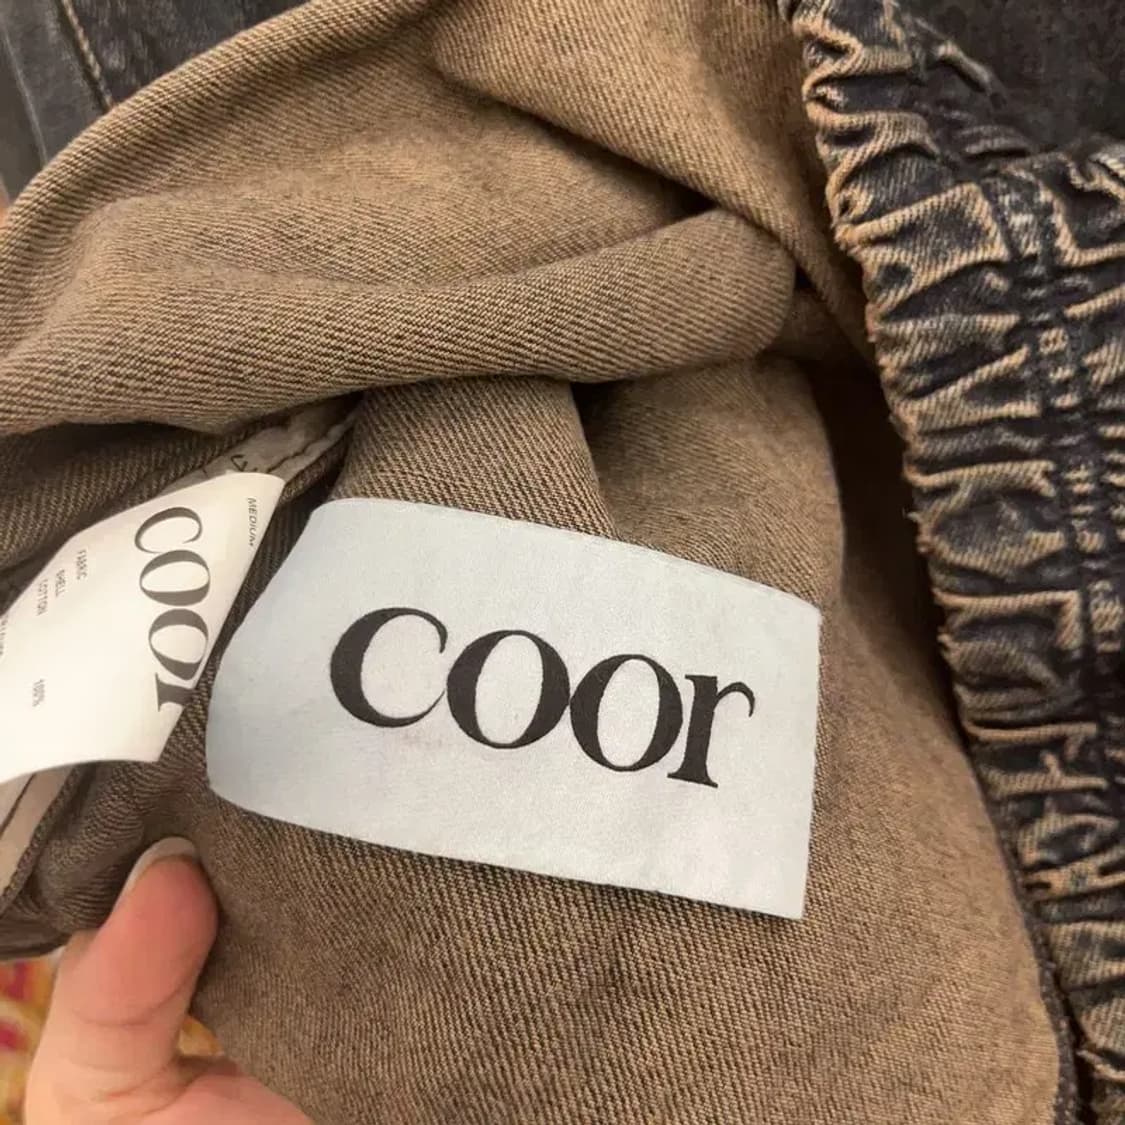 coor
MEDIUM
COOr
FABRIC
SHELL
COTTON
100%